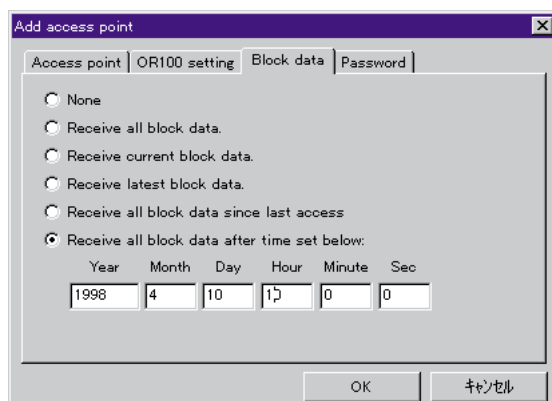 Add access point
Access point OR100 setting Block data Password
None
Receive all block data.
Receive current block data.
Receive latest block data.
Receive all block data since last access
Receive all block data after time set below:
Year Month Day Hour Minute Sec
1998 4 10 0 0
OK キャンセル